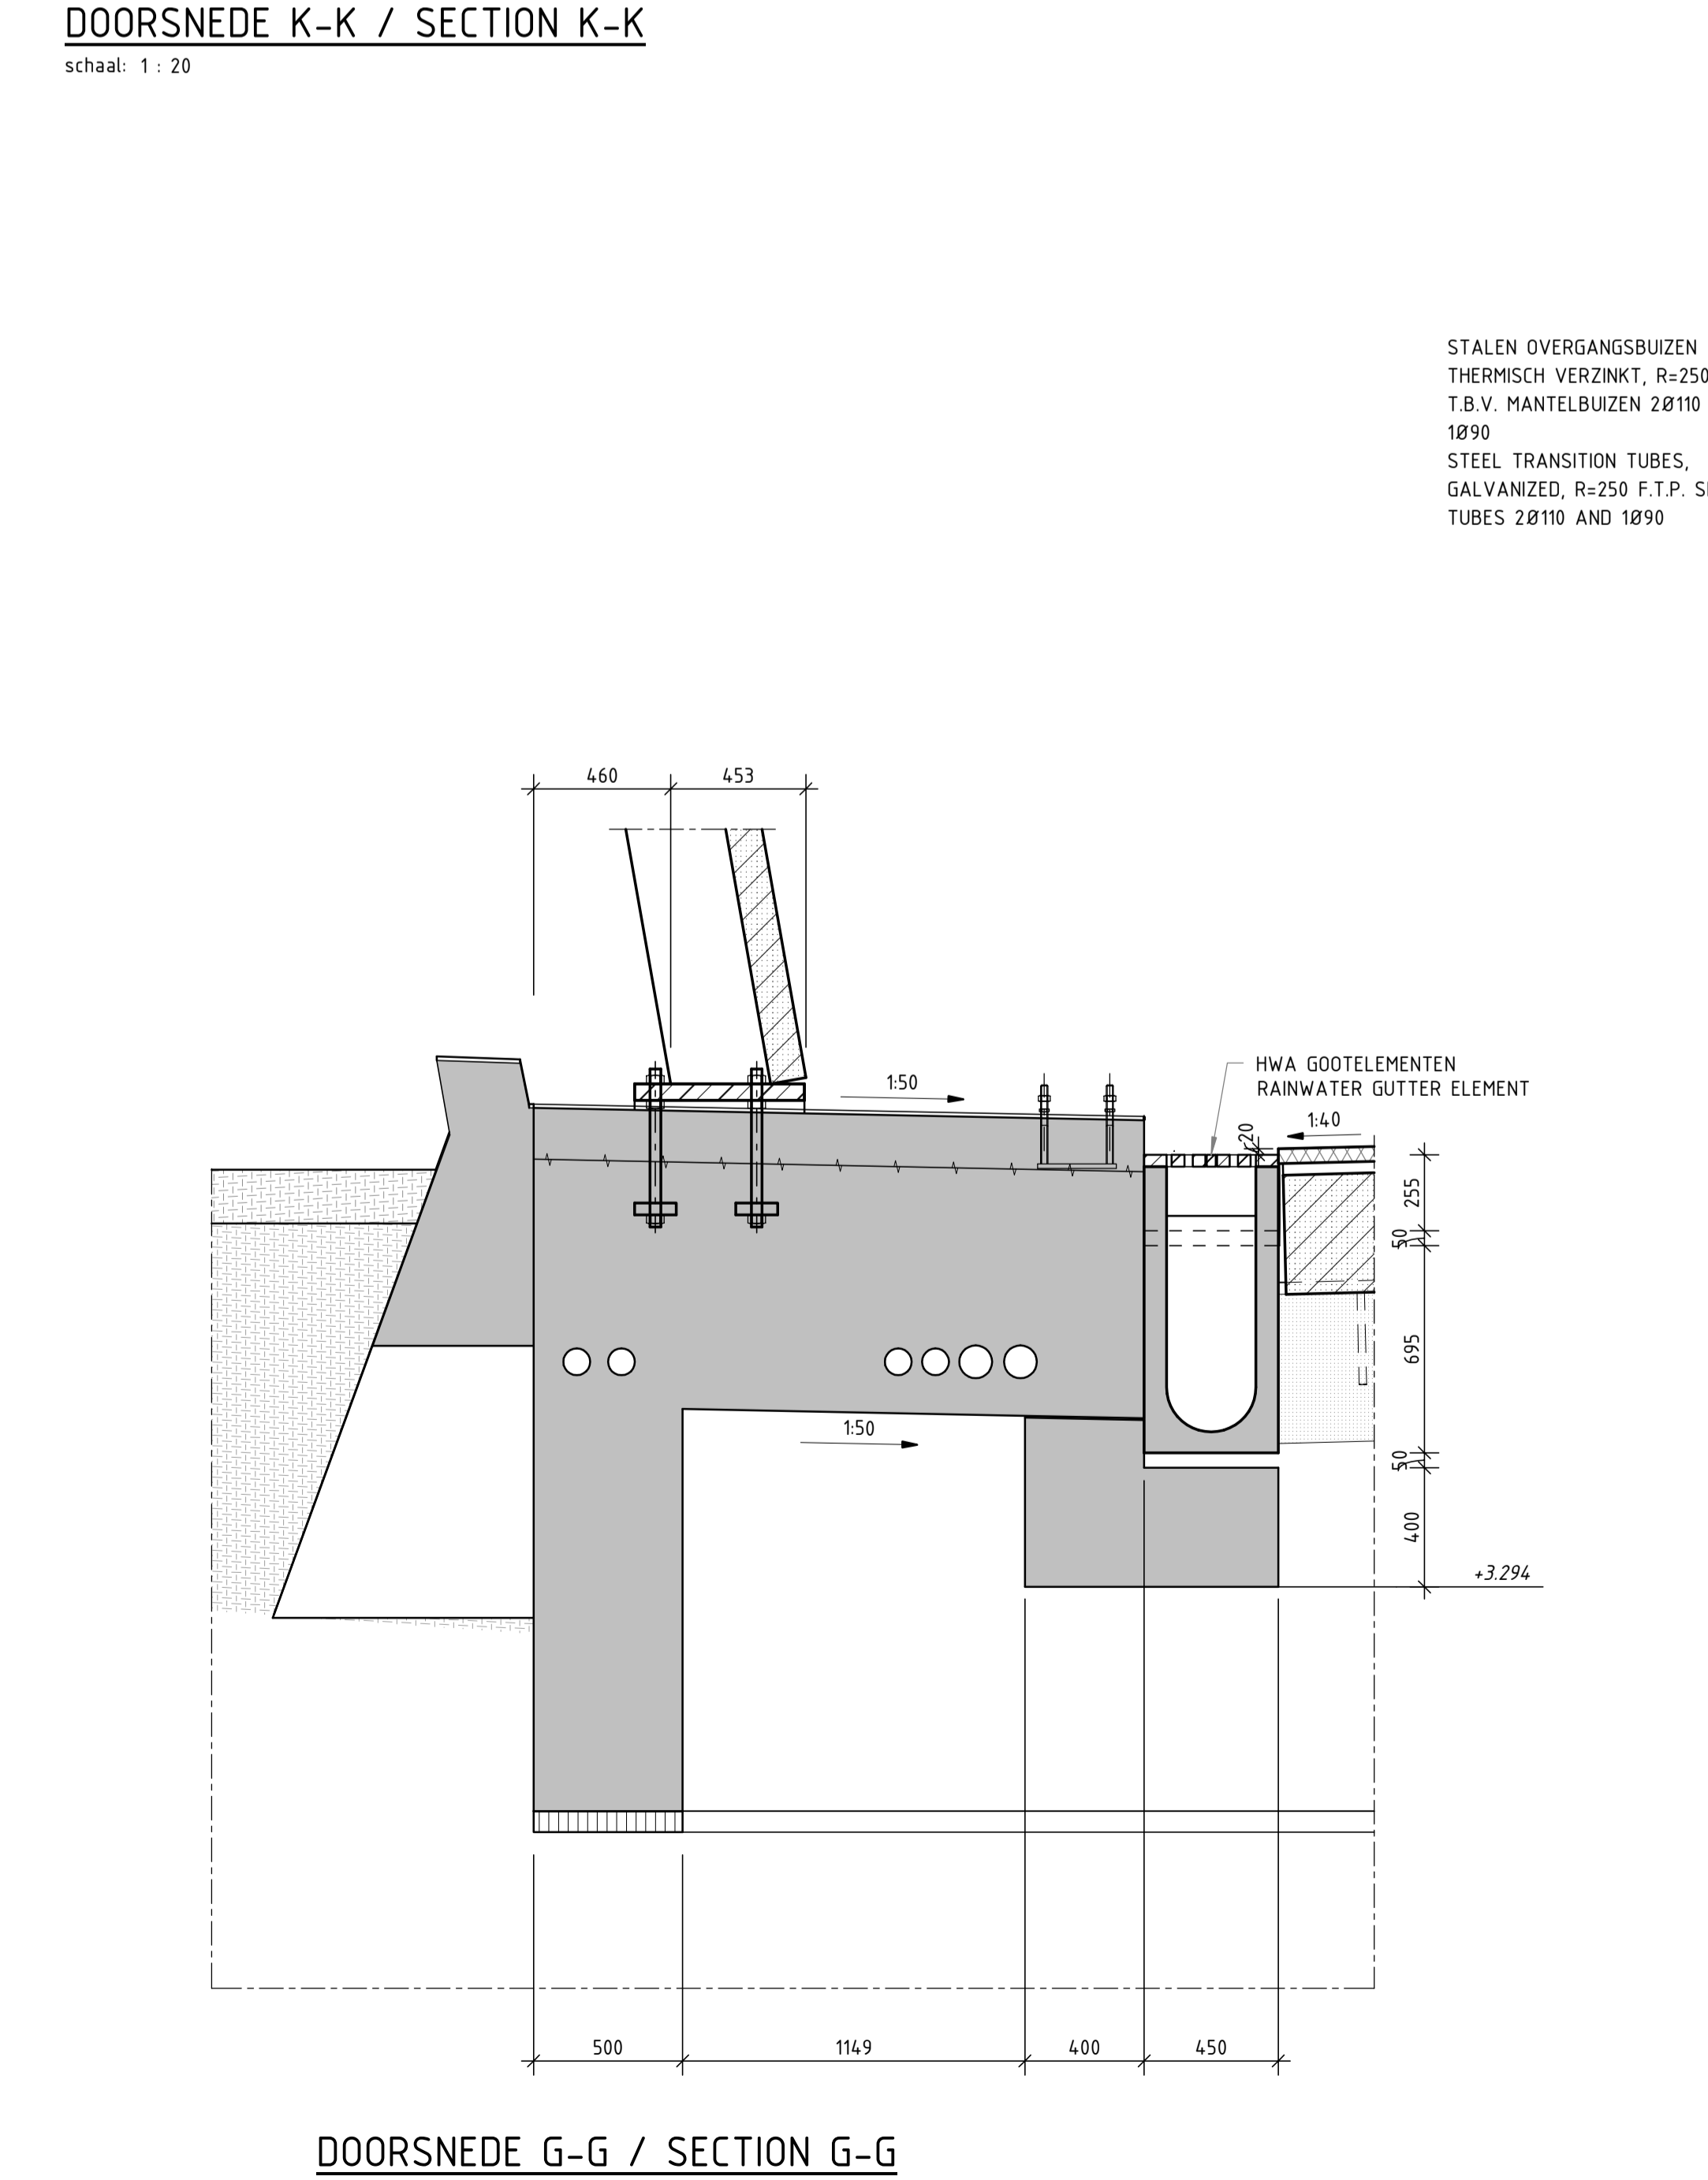 DOORSNEDE K-K / SECTION K-K
schaal: 1 : 20
STALEN OVERGANGSBUIZEN
THERMISCH VERZINKT, R=250
T.B.V. MANTELBUIZEN 2Ø110
1Ø90
STEEL TRANSITION TUBES,
GALVANIZED, R=250 F.T.P.
TUBES 2Ø110 AND 1Ø90
460
453
HWA GOOTELEMENTEN
RAINWATER GUTTER ELEMENT
1:50
1:40
20
255
50
695
1:50
50
400
+3.294
500
1149
400
450
DOORSNEDE G-G / SECTION G-G